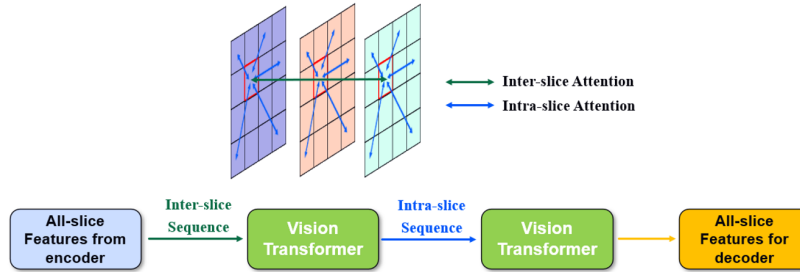 Inter-slice Attention
Intra-slice Attention
All-slice
Features from
encoder
Inter-slice
Sequence
Vision
Transformer
Intra-slice
Sequence
Vision
Transformer
All-slice
Features for
decoder